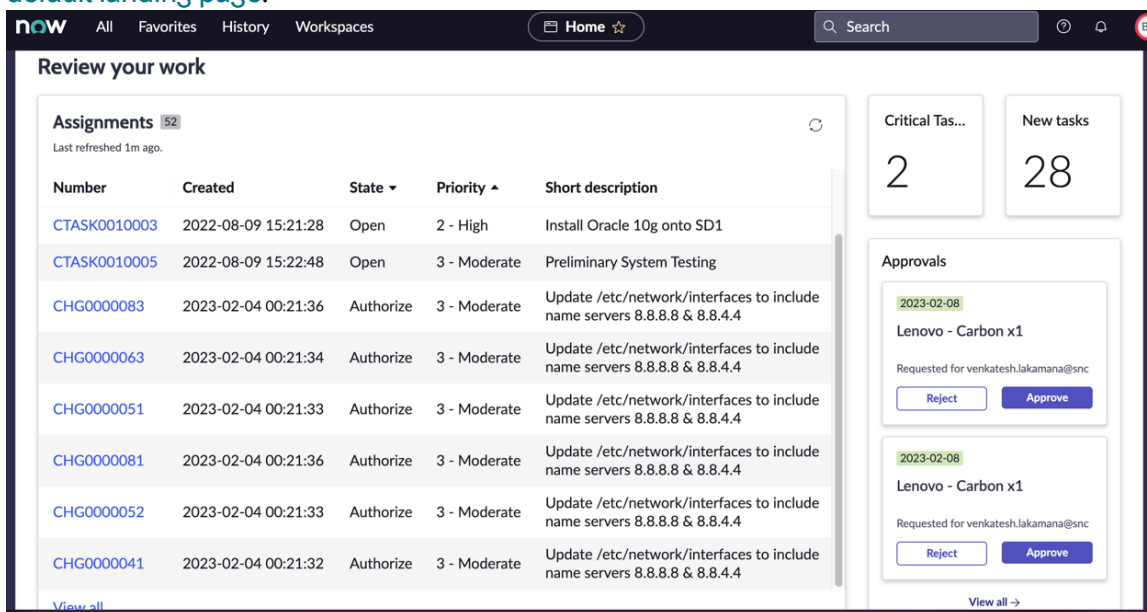 default landing page.
now All Favorites History Workspaces Home Search
Review your work
Assignments 52
Last refreshed 1m ago.
Number Created State Priority Short description
CTASK0010003 2022-08-09 15:21:28 Open 2 - High Install Oracle 10g onto SD1
CTASK0010005 2022-08-09 15:22:48 Open 3 - Moderate Preliminary System Testing
CHG0000083 2023-02-04 00:21:36 Authorize 3 - Moderate Update /etc/network/interfaces to include
name servers 8.8.8.8 & 8.8.4.4
CHG0000063 2023-02-04 00:21:34 Authorize 3 - Moderate Update /etc/network/interfaces to include
name servers 8.8.8.8 & 8.8.4.4
CHG0000051 2023-02-04 00:21:33 Authorize 3 - Moderate Update /etc/network/interfaces to include
name servers 8.8.8.8 & 8.8.4.4
CHG0000081 2023-02-04 00:21:36 Authorize 3 - Moderate Update /etc/network/interfaces to include
name servers 8.8.8.8 & 8.8.4.4
CHG0000052 2023-02-04 00:21:33 Authorize 3 - Moderate Update /etc/network/interfaces to include
name servers 8.8.8.8 & 8.8.4.4
CHG0000041 2023-02-04 00:21:32 Authorize 3 - Moderate Update /etc/network/interfaces to include
name servers 8.8.8.8 & 8.8.4.4
View all
Critical Tas...
2
New tasks
28
Approvals
2023-02-08
Lenovo - Carbon x1
Requested for venkatesh.lakamana@snc
Reject Approve
2023-02-08
Lenovo - Carbon x1
Requested for venkatesh.lakamana@snc
Reject Approve
View all →